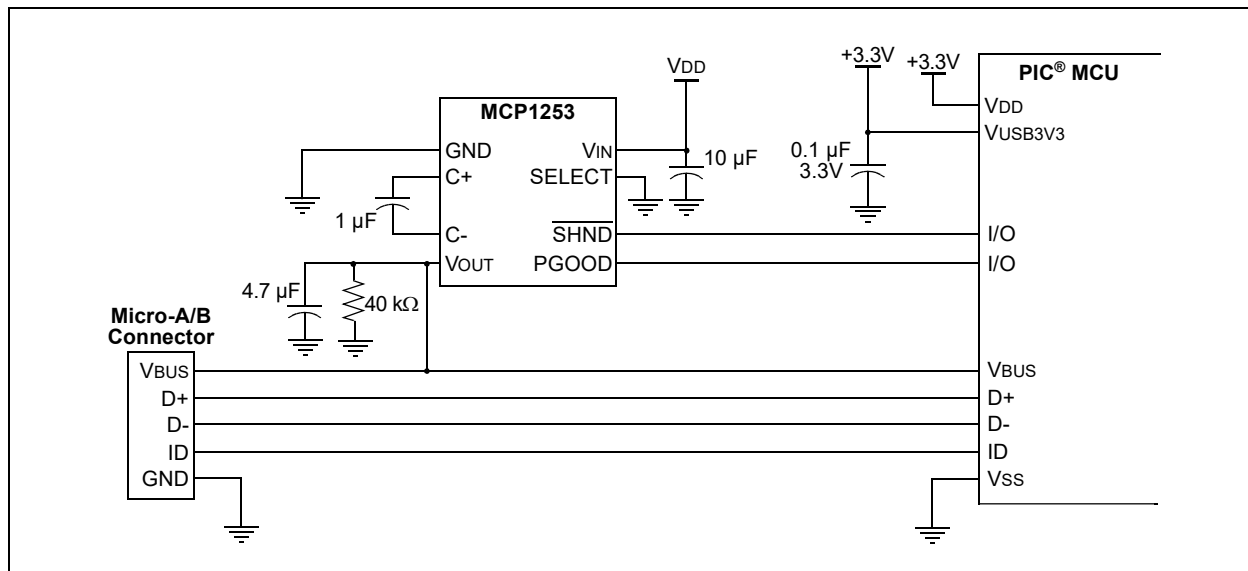 +3.3V
+3.3V
VDD
PIC® MCU
MCP1253
VDD
VUSB3V3
GND
VIN
10 µF
0.1 µF
3.3V
C+
SELECT
1 µF
C-
SHND
I/O
VOUT
PGOOD
I/O
4.7 µF
40 kΩ
Micro-A/B
Connector
VBUS
VBUS
D+
D+
D-
D-
ID
ID
GND
VSS